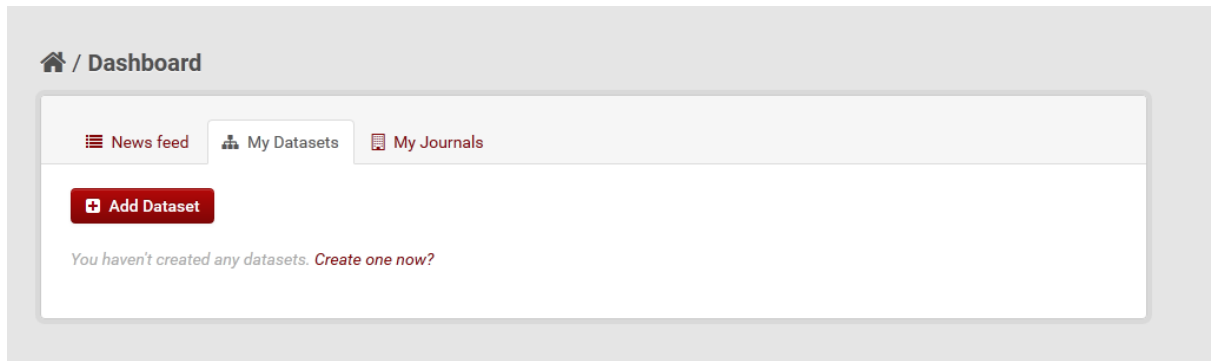 / Dashboard
News feed My Datasets My Journals
Add Dataset
You haven't created any datasets. Create one now?